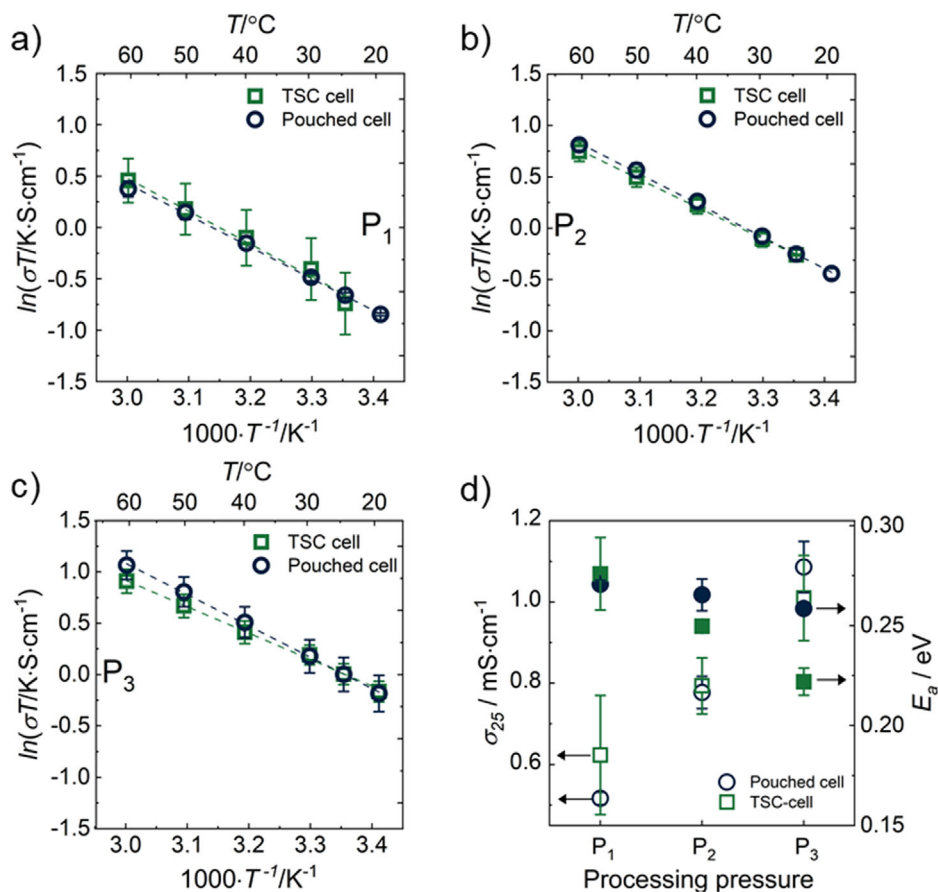 a)
T/°C
60 50 40 30 20
1.5
1.0
0.5
0.0
-0.5
-1.0
-1.5
ln(σT/K·S·cm⁻¹)
TSC cell
Pouched cell
P₁
3.0 3.1 3.2 3.3 3.4
1000·T⁻¹/K⁻¹
b)
T/°C
60 50 40 30 20
1.5
1.0
0.5
0.0
-0.5
-1.0
-1.5
ln(σT/K·S·cm⁻¹)
TSC cell
Pouched cell
P₂
3.0 3.1 3.2 3.3 3.4
1000·T⁻¹/K⁻¹
c)
T/°C
60 50 40 30 20
1.5
1.0
0.5
0.0
-0.5
-1.0
-1.5
ln(σT/K·S·cm⁻¹)
TSC cell
Pouched cell
P₃
3.0 3.1 3.2 3.3 3.4
1000·T⁻¹/K⁻¹
d)
1.2
1.0
0.8
0.6
σ₂₅ / mS·cm⁻¹
0.30
0.25
0.20
0.15
Eₐ / eV
Pouched cell
TSC-cell
P₁ P₂ P₃
Processing pressure